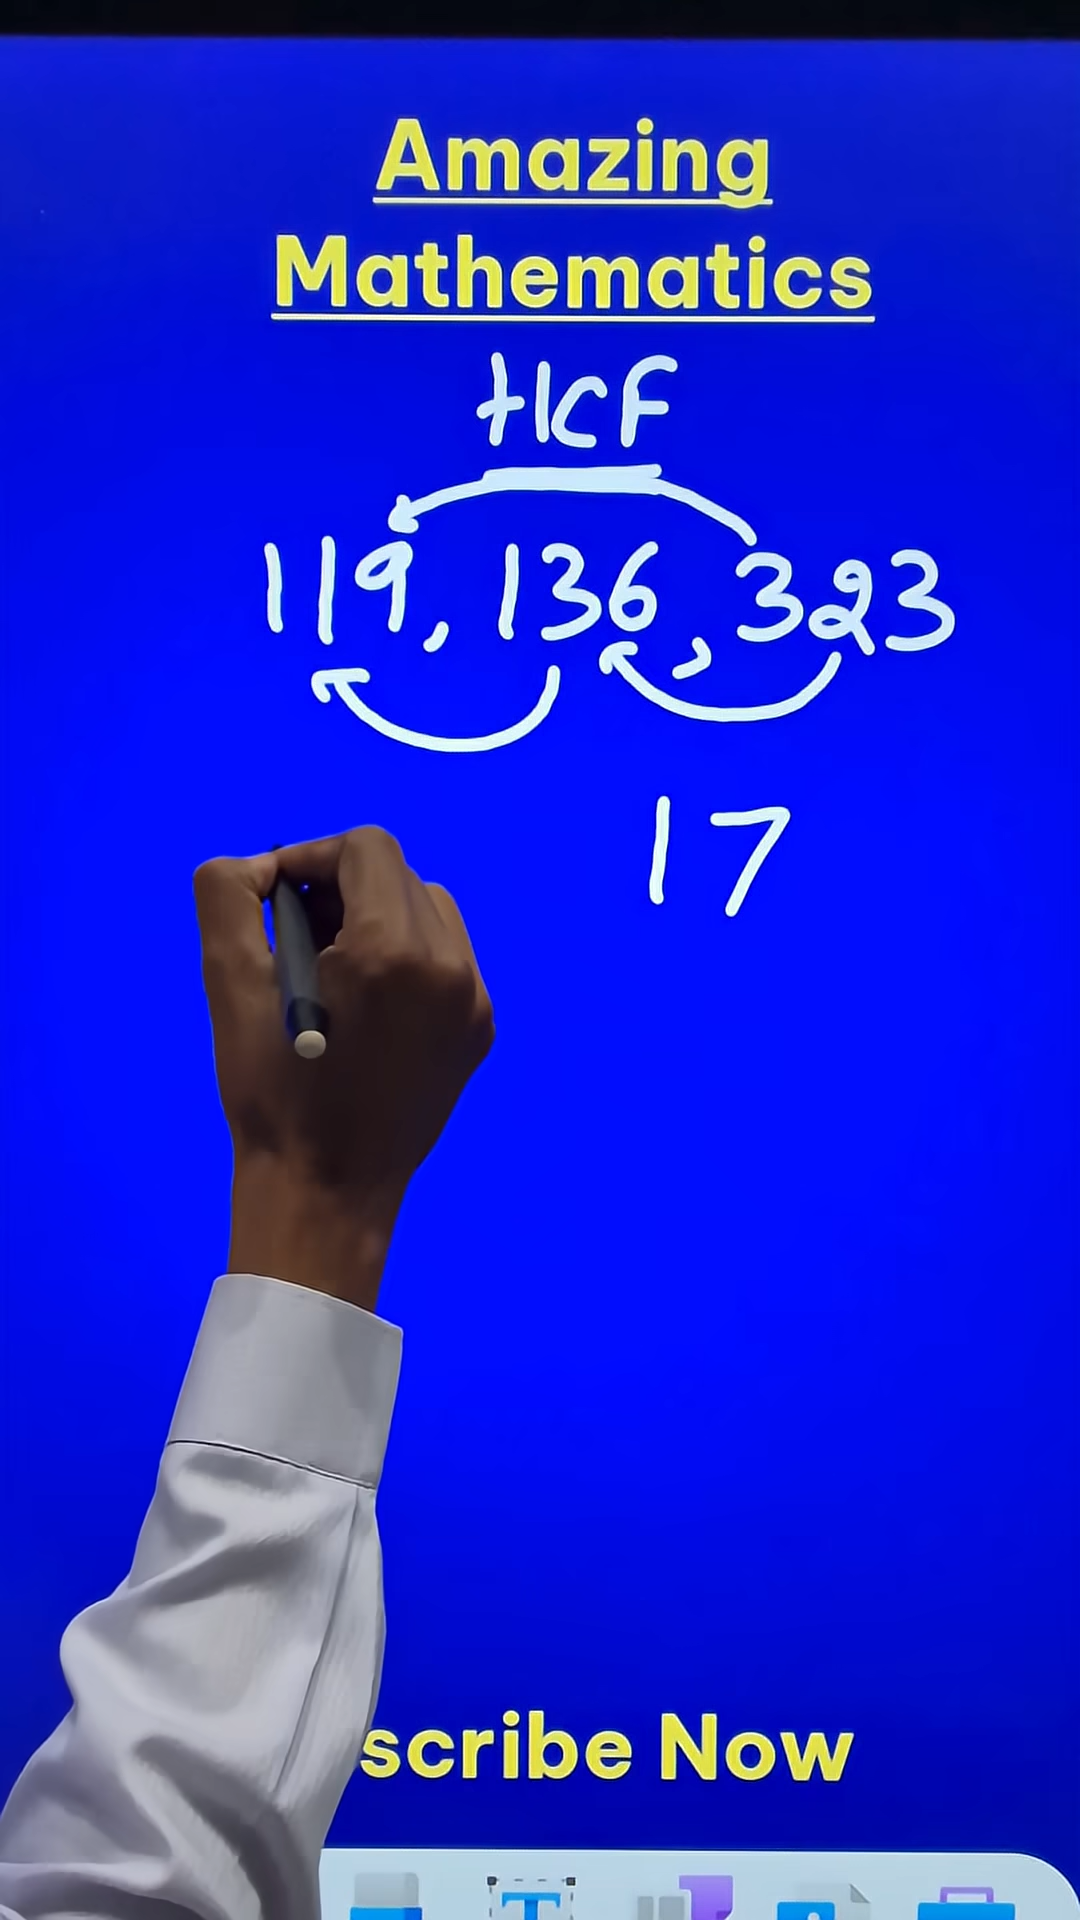 Amazing
Mathematics
HCF
119, 136, 323
17
scribe Now